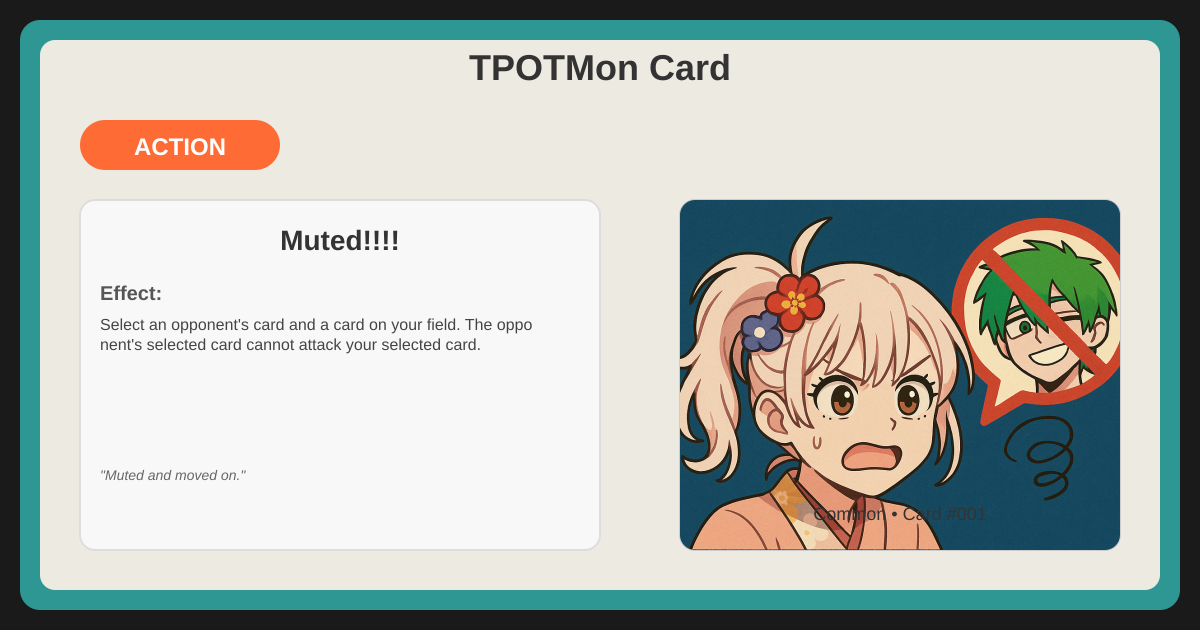 TPOTMon Card
ACTION
Muted!!!!
Effect:
Select an opponent's card and a card on your field. The oppo
nent's selected card cannot attack your selected card.
"Muted and moved on."
Common • Card #001